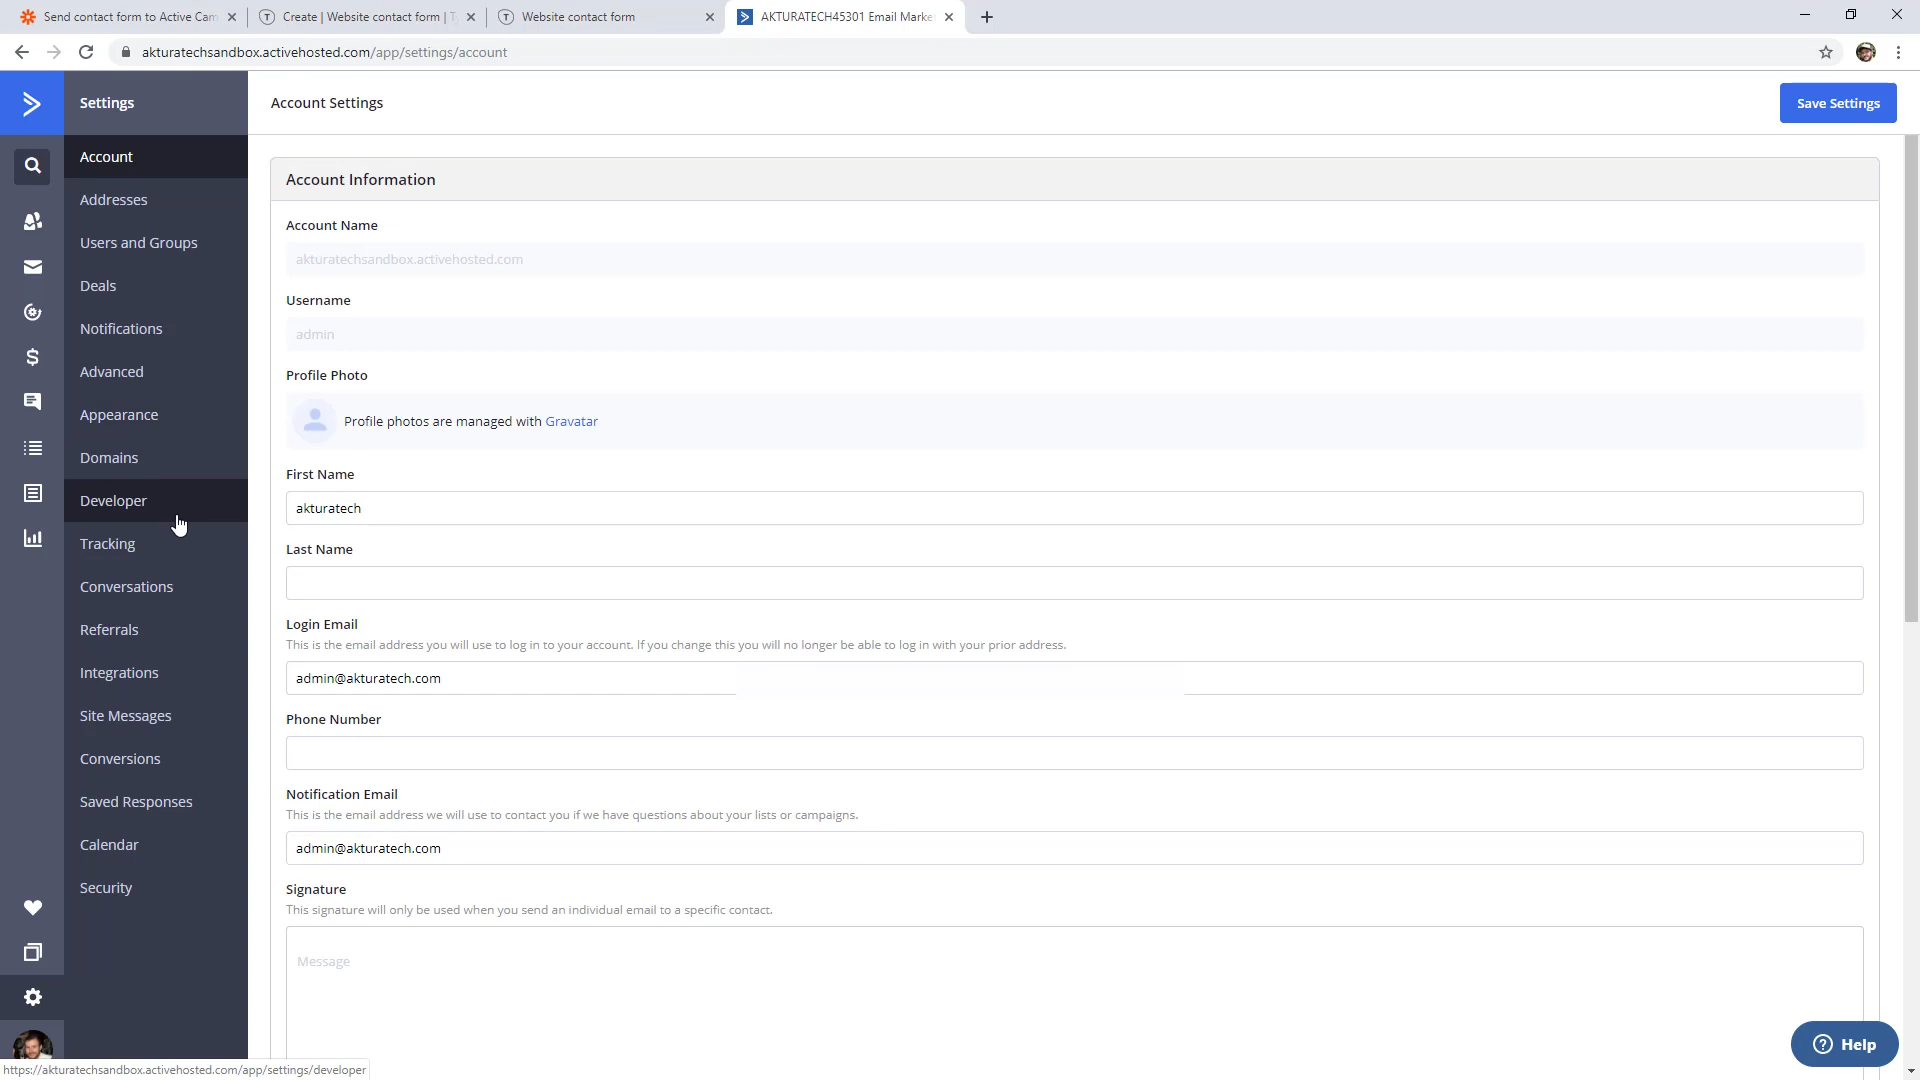 Send contact form to Active Cam
Create | Website contact form | T
Website contact form
AKTURATECH45301 Email Marke
akturatechsandbox.activehosted.com/app/settings/account
Settings
Account Settings
Save Settings
Account
Addresses
Users and Groups
Deals
Notifications
Advanced
Appearance
Domains
Developer
Tracking
Conversations
Referrals
Integrations
Site Messages
Conversions
Saved Responses
Calendar
Security
Account Information
Account Name
akturatechsandbox.activehosted.com
Username
admin
Profile Photo
Profile photos are managed with Gravatar
First Name
akturatech
Last Name
Login Email
This is the email address you will use to log in to your account. If you change this you will no longer be able to log in with your prior address.
admin@akturatech.com
Phone Number
Notification Email
This is the email address we will use to contact you if we have questions about your lists or campaigns.
admin@akturatech.com
Signature
This signature will only be used when you send an individual email to a specific contact.
Message
Help
https://akturatechsandbox.activehosted.com/app/settings/developer